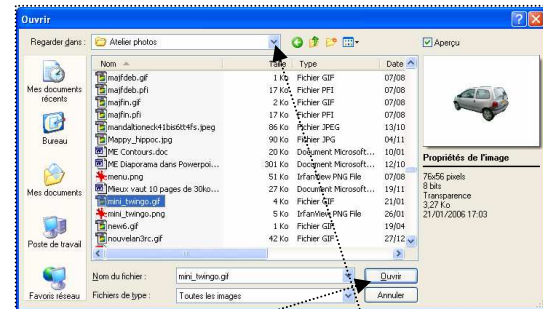 Ouvrir
Regarder dans : Atelier photos
Aperçu
Nom Taille Type Date
majfdeb.gif 1 Ko Fichier GIF 07/08
majfdeb.pfi 17 Ko Fichier PFI 07/08
majfin.gif 2 Ko Fichier GIF 07/08
majfin.pfi 17 Ko Fichier PFI 07/08
mandaltioneck41bis6tt4fs.jpeg 86 Ko Fichier JPEG 13/10
Mappy_hippoc.jpg 90 Ko Fichier JPG 04/11
ME Contours.doc 20 Ko Document Microsoft... 10/01
ME Diaporama dans Powerpoi... 301 Ko Document Microsoft... 12/10
menu.png 51 Ko IrfanView PNG File 07/08
Mieux vaut 10 pages de 30ko... 27 Ko Document Microsoft... 19/11
mini_twingo.gif 4 Ko Fichier GIF 21/01
mini_twingo.png 5 Ko IrfanView PNG File 26/01
new6.gif 1 Ko Fichier GIF 19/04
nouvelan3rc.gif 42 Ko Fichier GIF 27/12
Mes documents récents
Bureau
Mes documents
Poste de travail
Favoris réseau
Propriétés de l'image
76x56 pixels
8 bits
Transparence
3,27 Ko
21/01/2006 17:03
Nom du fichier : mini_twingo.gif Ouvrir
Fichiers de type : Toutes les images Annuler